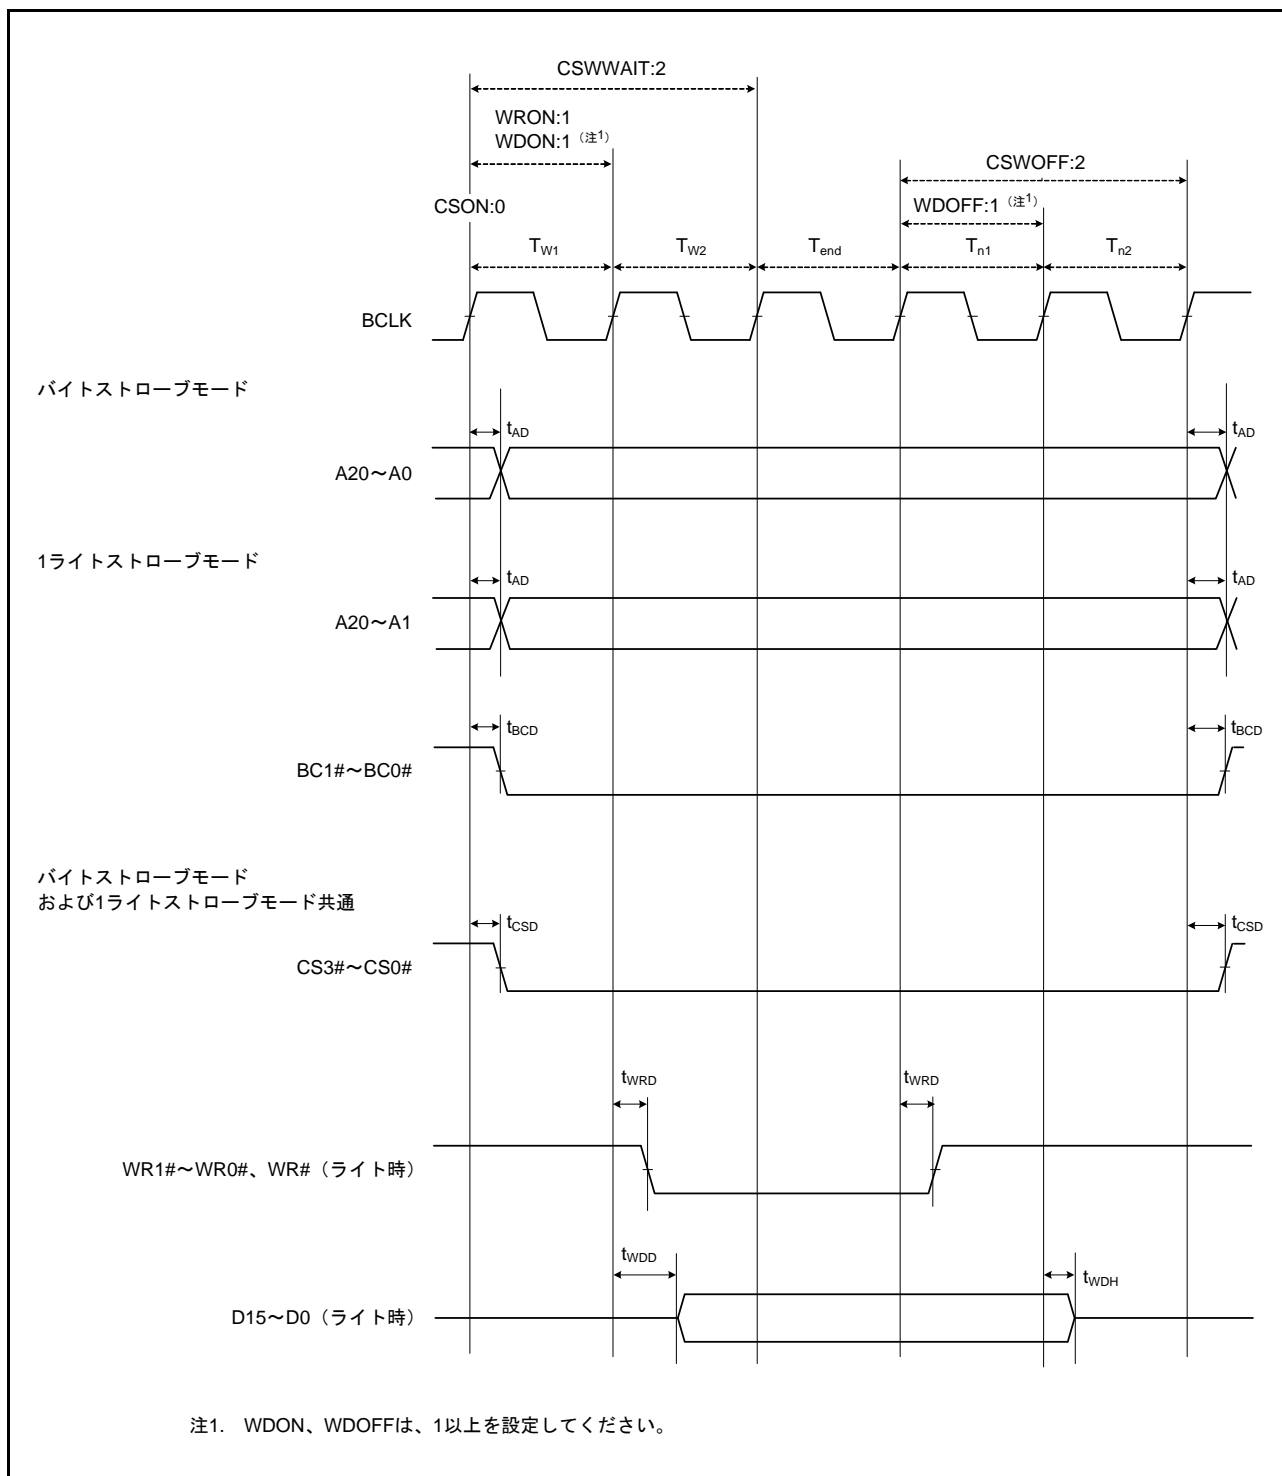 CSWWAIT:2
WRON:1
WDON:1（注1）
CSWOFF:2
WDOFF:1（注1）
CSON:0
TW1 TW2 Tend Tn1 Tn2
BCLK
バイトストローブモード
tAD tAD
A20～A0
1ライトストローブモード
tAD tAD
A20～A1
tBCD tBCD
BC1#～BC0#
バイトストローブモード
および1ライトストローブモード共通
tCSD tCSD
CS3#～CS0#
tWRD tWRD
WR1#～WR0#、WR#（ライト時）
tWDD tWDH
D15～D0（ライト時）
注1. WDON、WDOFFは、1以上を設定してください。